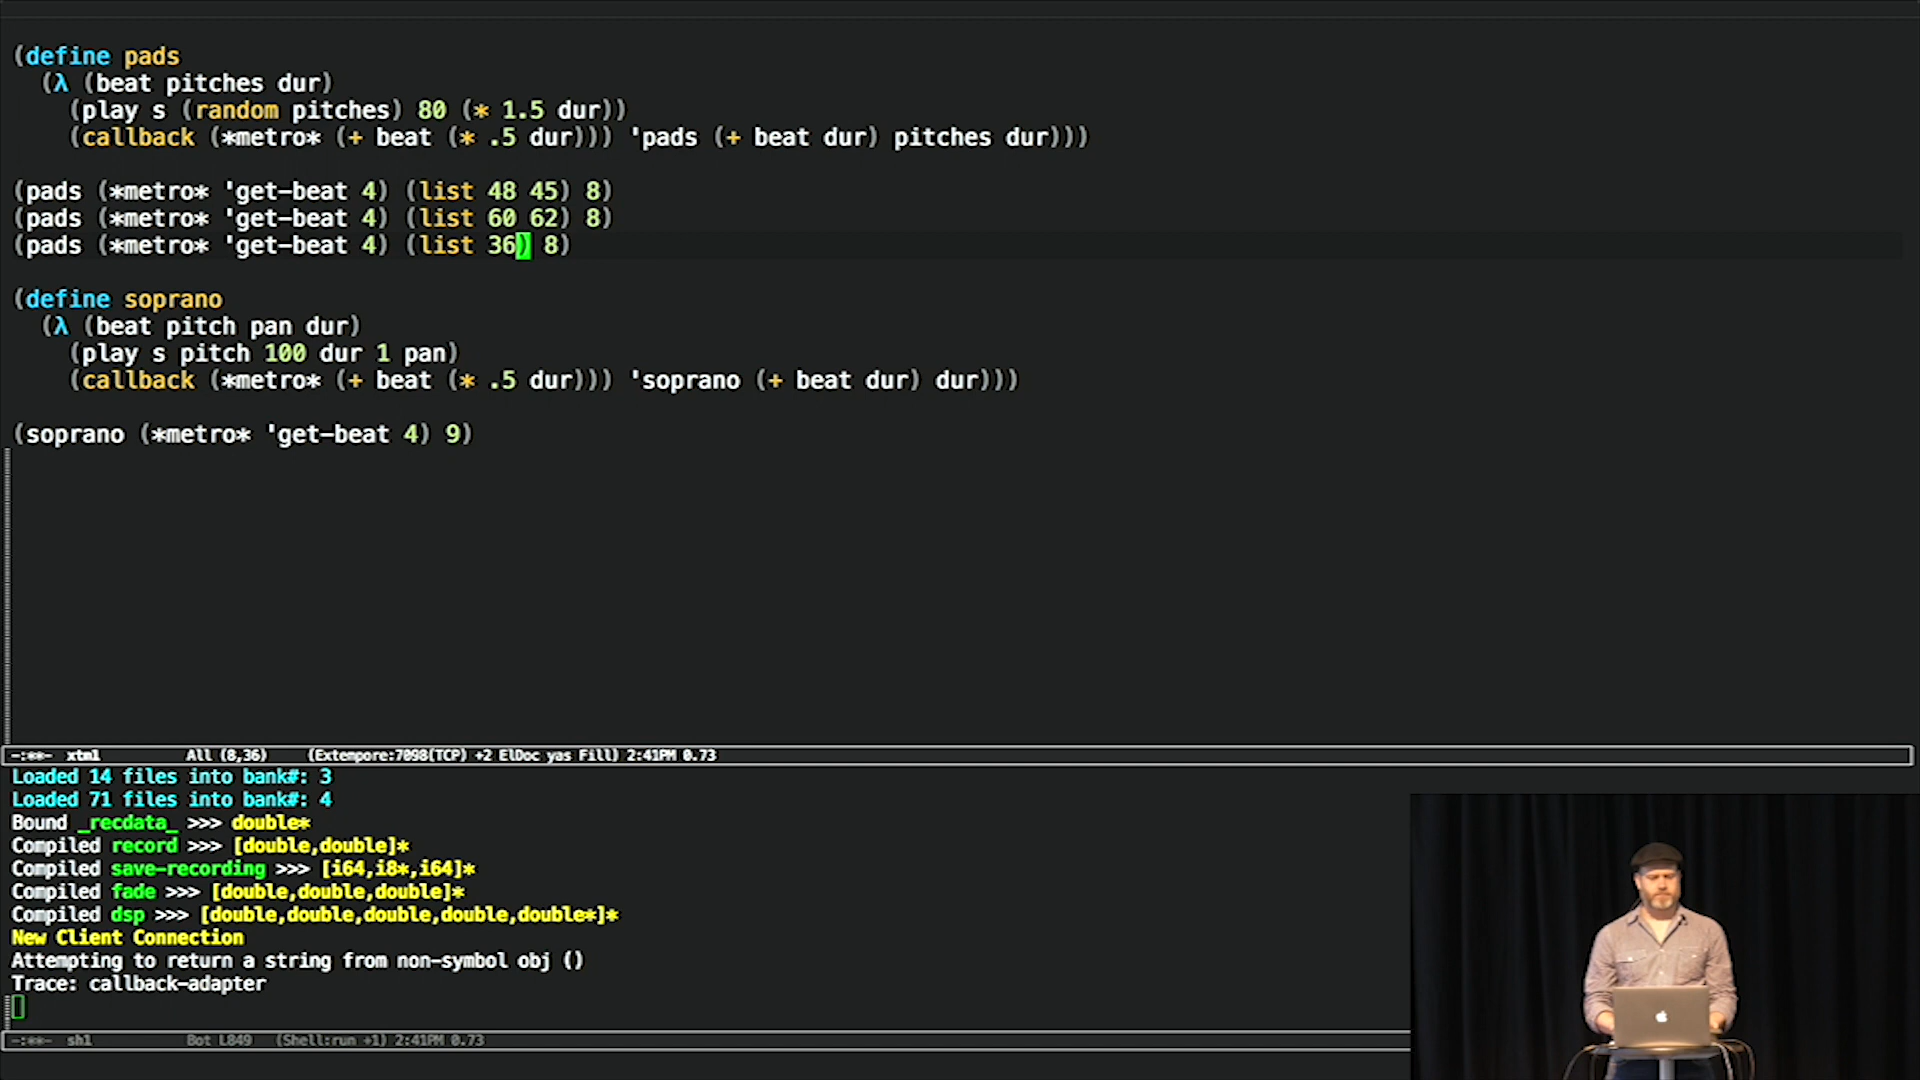 (define pads
(λ (beat pitches dur)
(play s (random pitches) 80 (* 1.5 dur))
(callback (*metro* (+ beat (* .5 dur))) 'pads (+ beat dur) pitches dur)))
(pads (*metro* 'get-beat 4) (list 48 45) 8)
(pads (*metro* 'get-beat 4) (list 60 62) 8)
(pads (*metro* 'get-beat 4) (list 36) 8)
(define soprano
(λ (beat pitch pan dur)
(play s pitch 100 dur 1 pan)
(callback (*metro* (+ beat (* .5 dur))) 'soprano (+ beat dur) dur)))
(soprano (*metro* 'get-beat 4) 9)
-:**- xtm1 All (8,36) (Extempore:7098(TCP) +2 ElDoc yas Fill) 2:41PM 0.73
Loaded 14 files into bank#: 3
Loaded 71 files into bank#: 4
Bound _recdata_ >>> double*
Compiled record >>> [double,double]*
Compiled save-recording >>> [i64,i8*,i64]*
Compiled fade >>> [double,double,double]*
Compiled dsp >>> [double,double,double,double,double*]*
New Client Connection
Attempting to return a string from non-symbol obj ()
Trace: callback-adapter
-:**- sh1 Bot L849 (Shell:run +1) 2:41PM 0.73